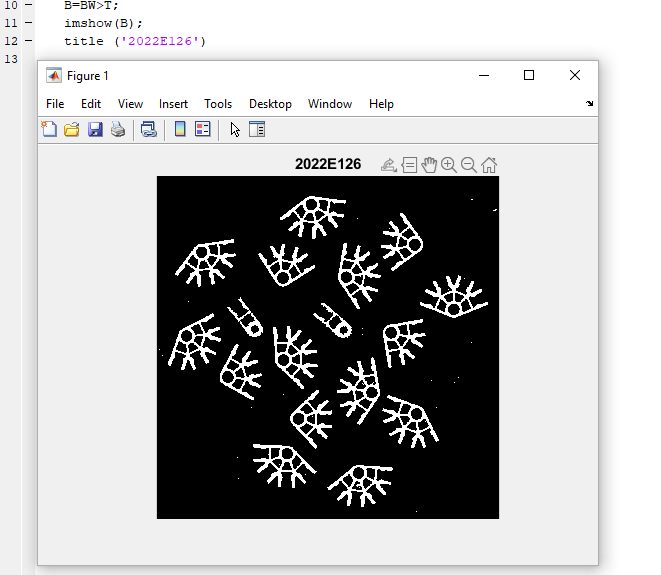 10 — B=BW>T;
11 — imshow(B);
12 — title ('2022E126')
13
Figure 1
File Edit View Insert Tools Desktop Window Help
2022E126